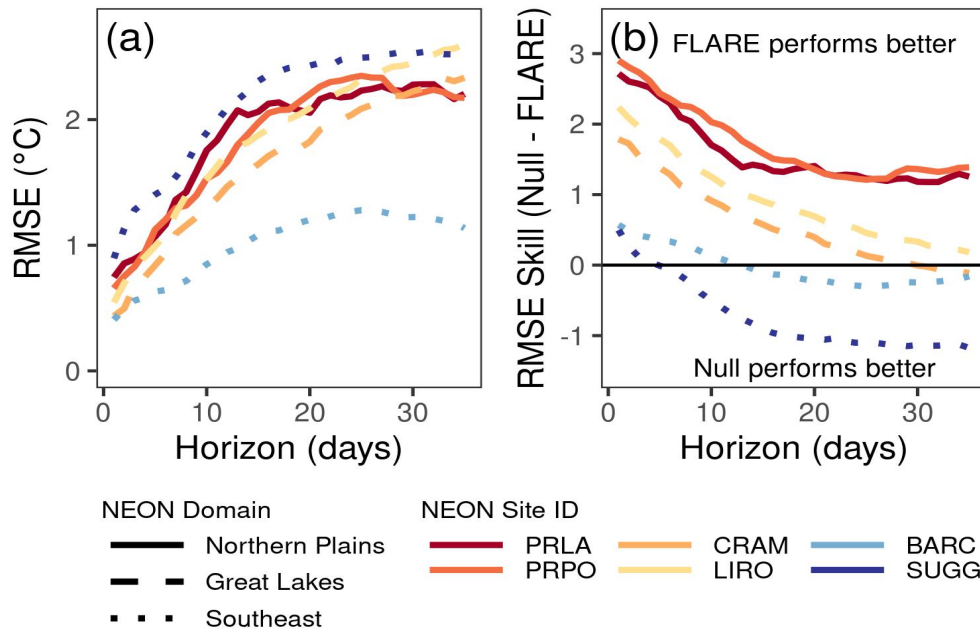 (a)
RMSE (°C)
2
1
0
0 10 20 30
Horizon (days)
(b)
FLARE performs better
RMSE Skill (Null - FLARE)
3
2
1
0
-1
Null performs better
0 10 20 30
Horizon (days)
NEON Domain
Northern Plains
Great Lakes
Southeast
NEON Site ID
PRLA CRAM BARC
PRPO LIRO SUGG